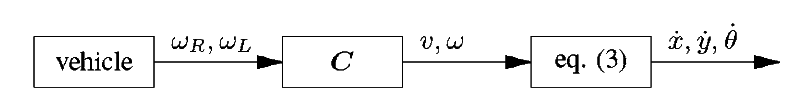 vehicle
ω_R, ω_L
C
v, ω
eq. (3)
ẋ, ẏ, θ̇